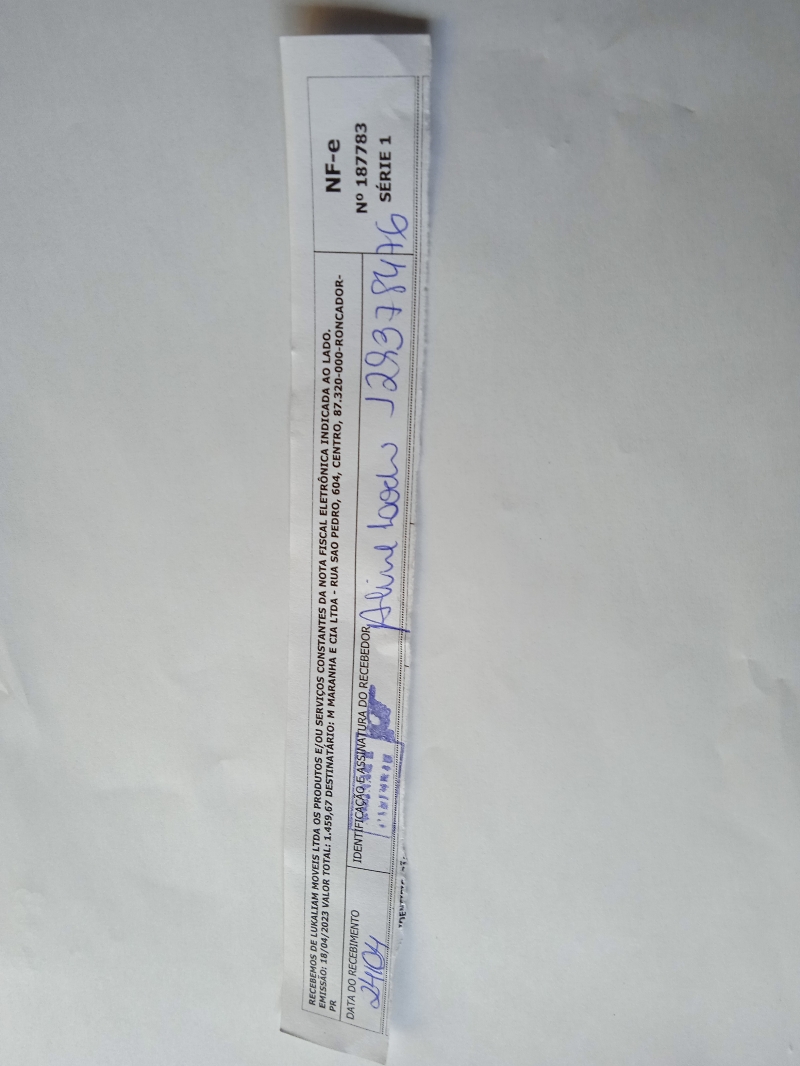 RECEBEMOS DE LUKALIAM MOVEIS LTDA OS PRODUTOS E/OU SERVIÇOS CONSTANTES DA NOTA FISCAL ELETRÔNICA INDICADA AO LADO.
EMISSÃO: 18/04/2023 VALOR TOTAL: 1.459,67 DESTINATÁRIO: M MARANHA E CIA LTDA - RUA SAO PEDRO, 604, CENTRO, 87.320-000-RONCADOR-
PR
NF-e
Nº 187783
SÉRIE 1
DATA DO RECEBIMENTO
24/04
IDENTIFICAÇÃO E ASSINATURA DO RECEBEDOR
Aline 129378476